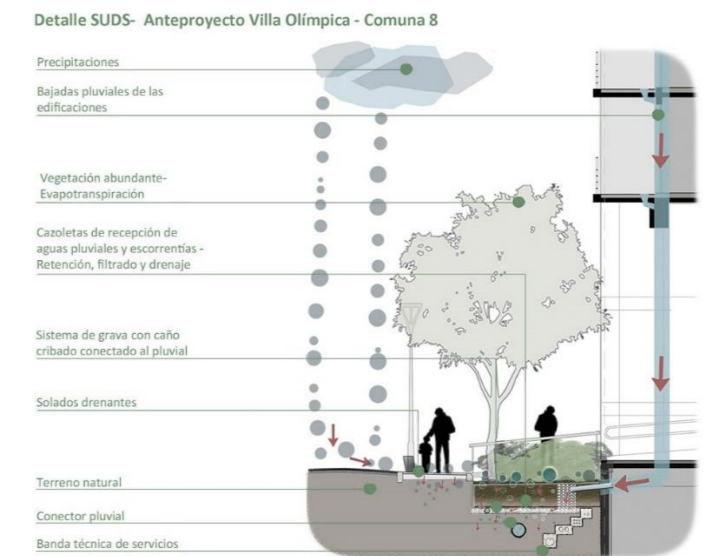 Detalle SUDS- Anteproyecto Villa Olímpica - Comuna 8
Precipitaciones
Bajadas pluviales de las
edificaciones
Vegetación abundante-
Evapotranspiración
Cazoletas de recepción de
aguas pluviales y escorrentías -
Retención, filtrado y drenaje
Sistema de grava con caño
cribado conectado al pluvial
Solados drenantes
Terreno natural
Conector pluvial
Banda técnica de servicios